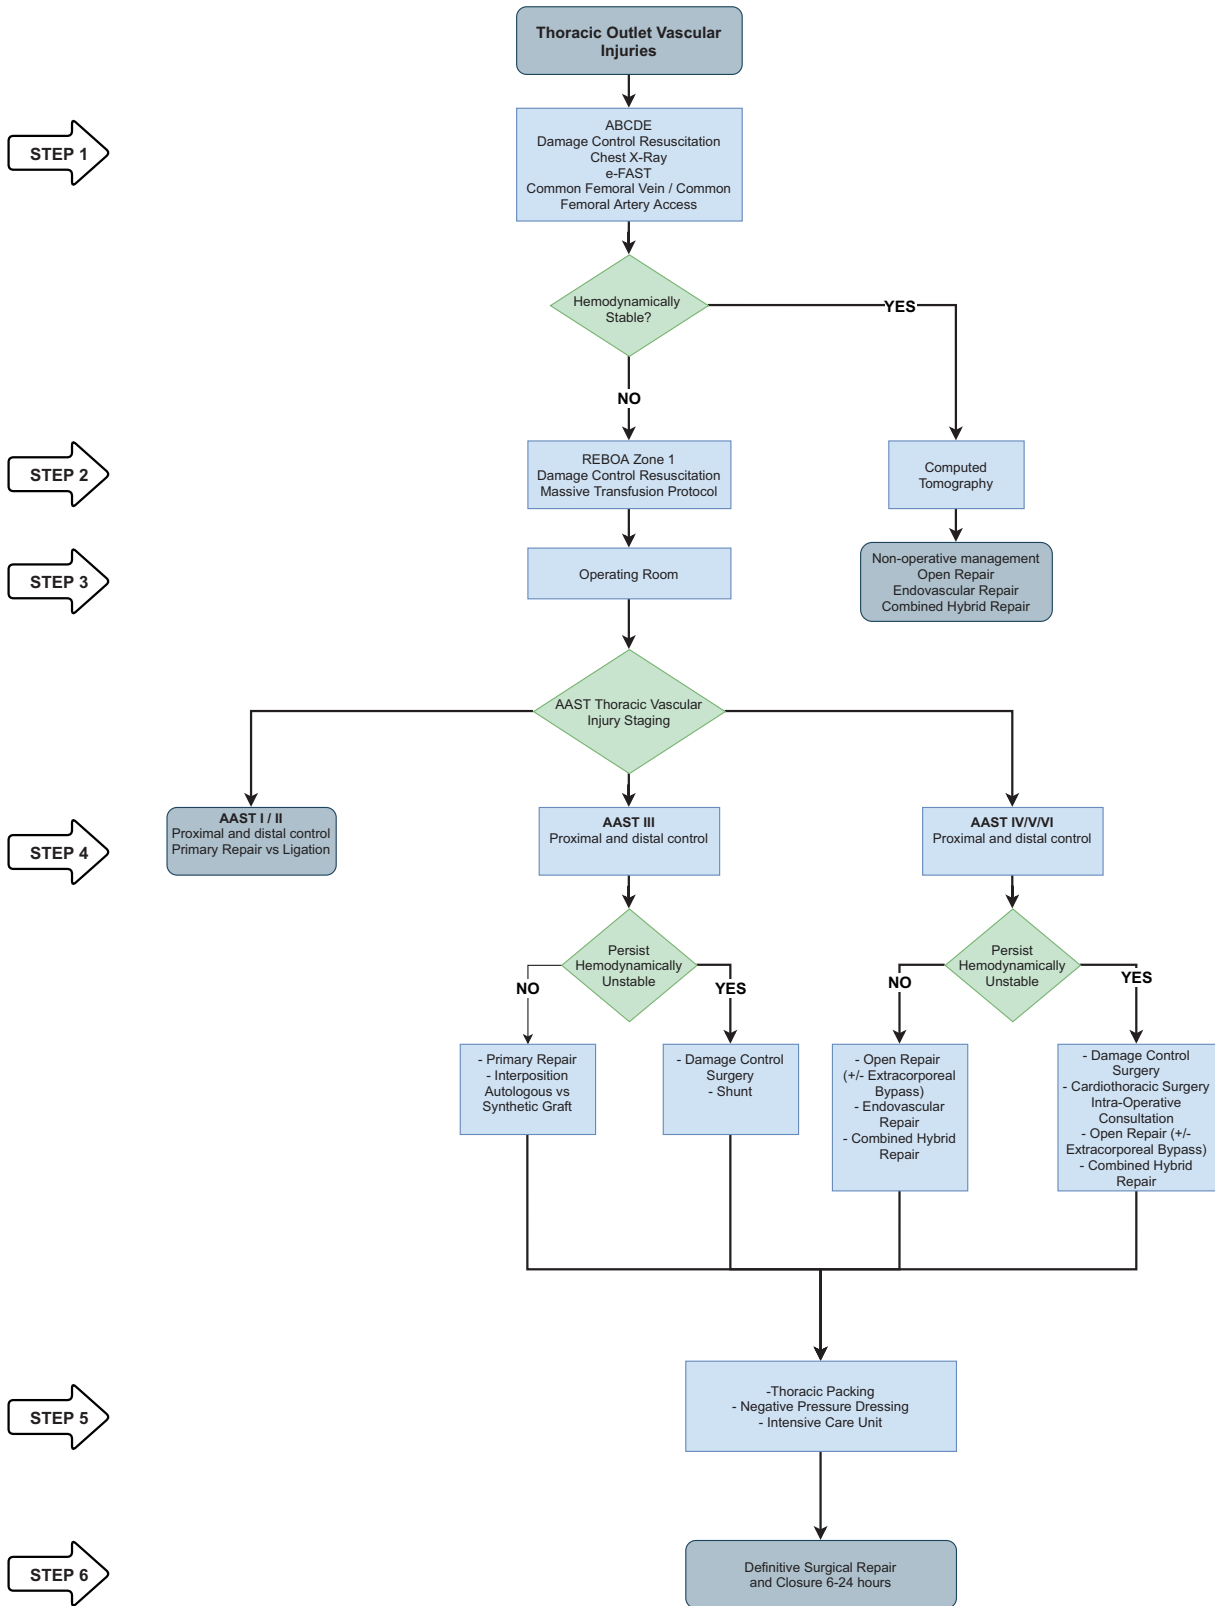 Thoracic Outlet Vascular
Injuries
STEP 1
ABCDE
Damage Control Resuscitation
Chest X-Ray
e-FAST
Common Femoral Vein / Common
Femoral Artery Access
Hemodynamically
Stable?
YES
NO
STEP 2
REBOA Zone 1
Damage Control Resuscitation
Massive Transfusion Protocol
Computed
Tomography
STEP 3
Operating Room
Non-operative management
Open Repair
Endovascular Repair
Combined Hybrid Repair
AAST Thoracic Vascular
Injury Staging
STEP 4
AAST I / II
Proximal and distal control
Primary Repair vs Ligation
AAST III
Proximal and distal control
AAST IV/V/VI
Proximal and distal control
Persist
Hemodynamically
Unstable
NO
YES
Persist
Hemodynamically
Unstable
NO
YES
- Primary Repair
- Interposition
Autologous vs
Synthetic Graft
- Damage Control
Surgery
- Shunt
- Open Repair
(+/- Extracorporeal
Bypass)
- Endovascular
Repair
- Combined Hybrid
Repair
- Damage Control
Surgery
- Cardiothoracic Surgery
Intra-Operative
Consultation
- Open Repair (+/-
Extracorporeal Bypass)
- Combined Hybrid
Repair
STEP 5
-Thoracic Packing
- Negative Pressure Dressing
- Intensive Care Unit
STEP 6
Definitive Surgical Repair
and Closure 6-24 hours